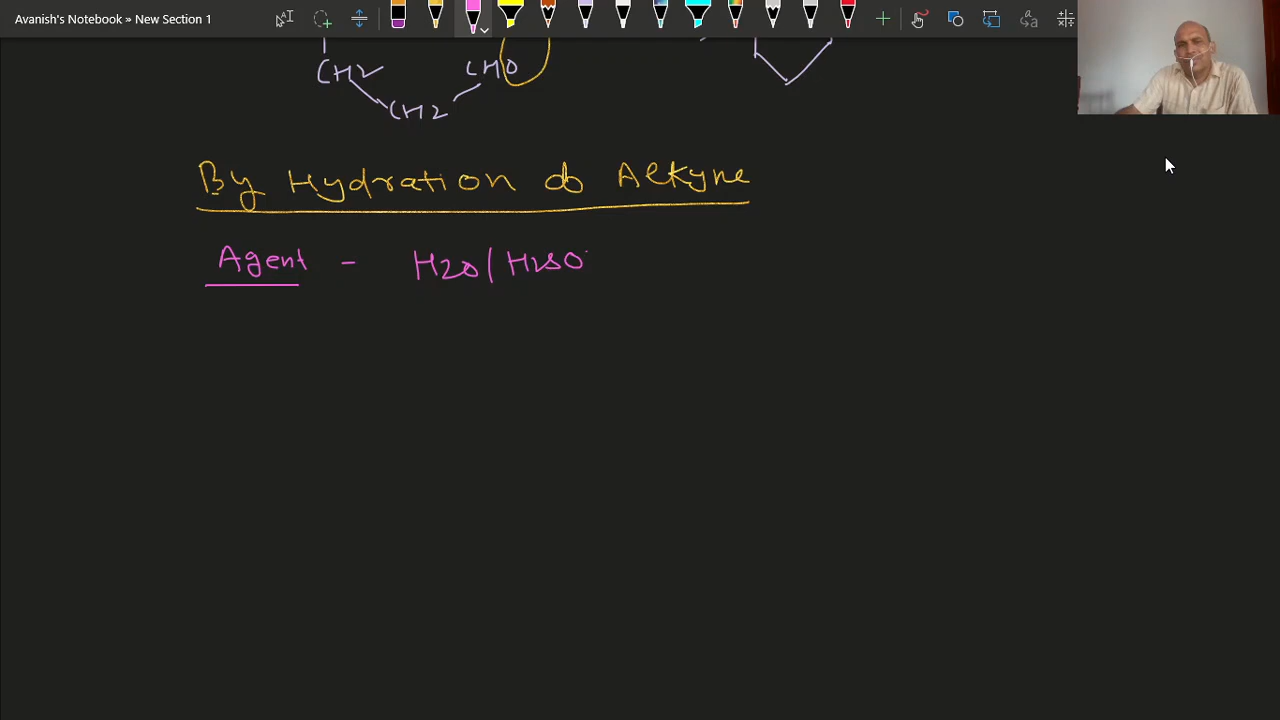 Avanish's Notebook » New Section 1
CH2 CHO
CH2
By Hydration of Alkyne
Agent - H2O/H2SO